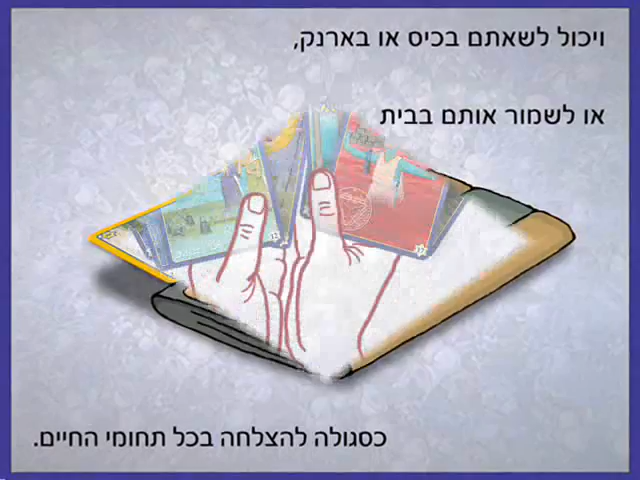 ויכול לשאתם בכיס או בארנק,
או לשמור אותם בבית
כסגולה להצלחה בכל תחומי החיים.